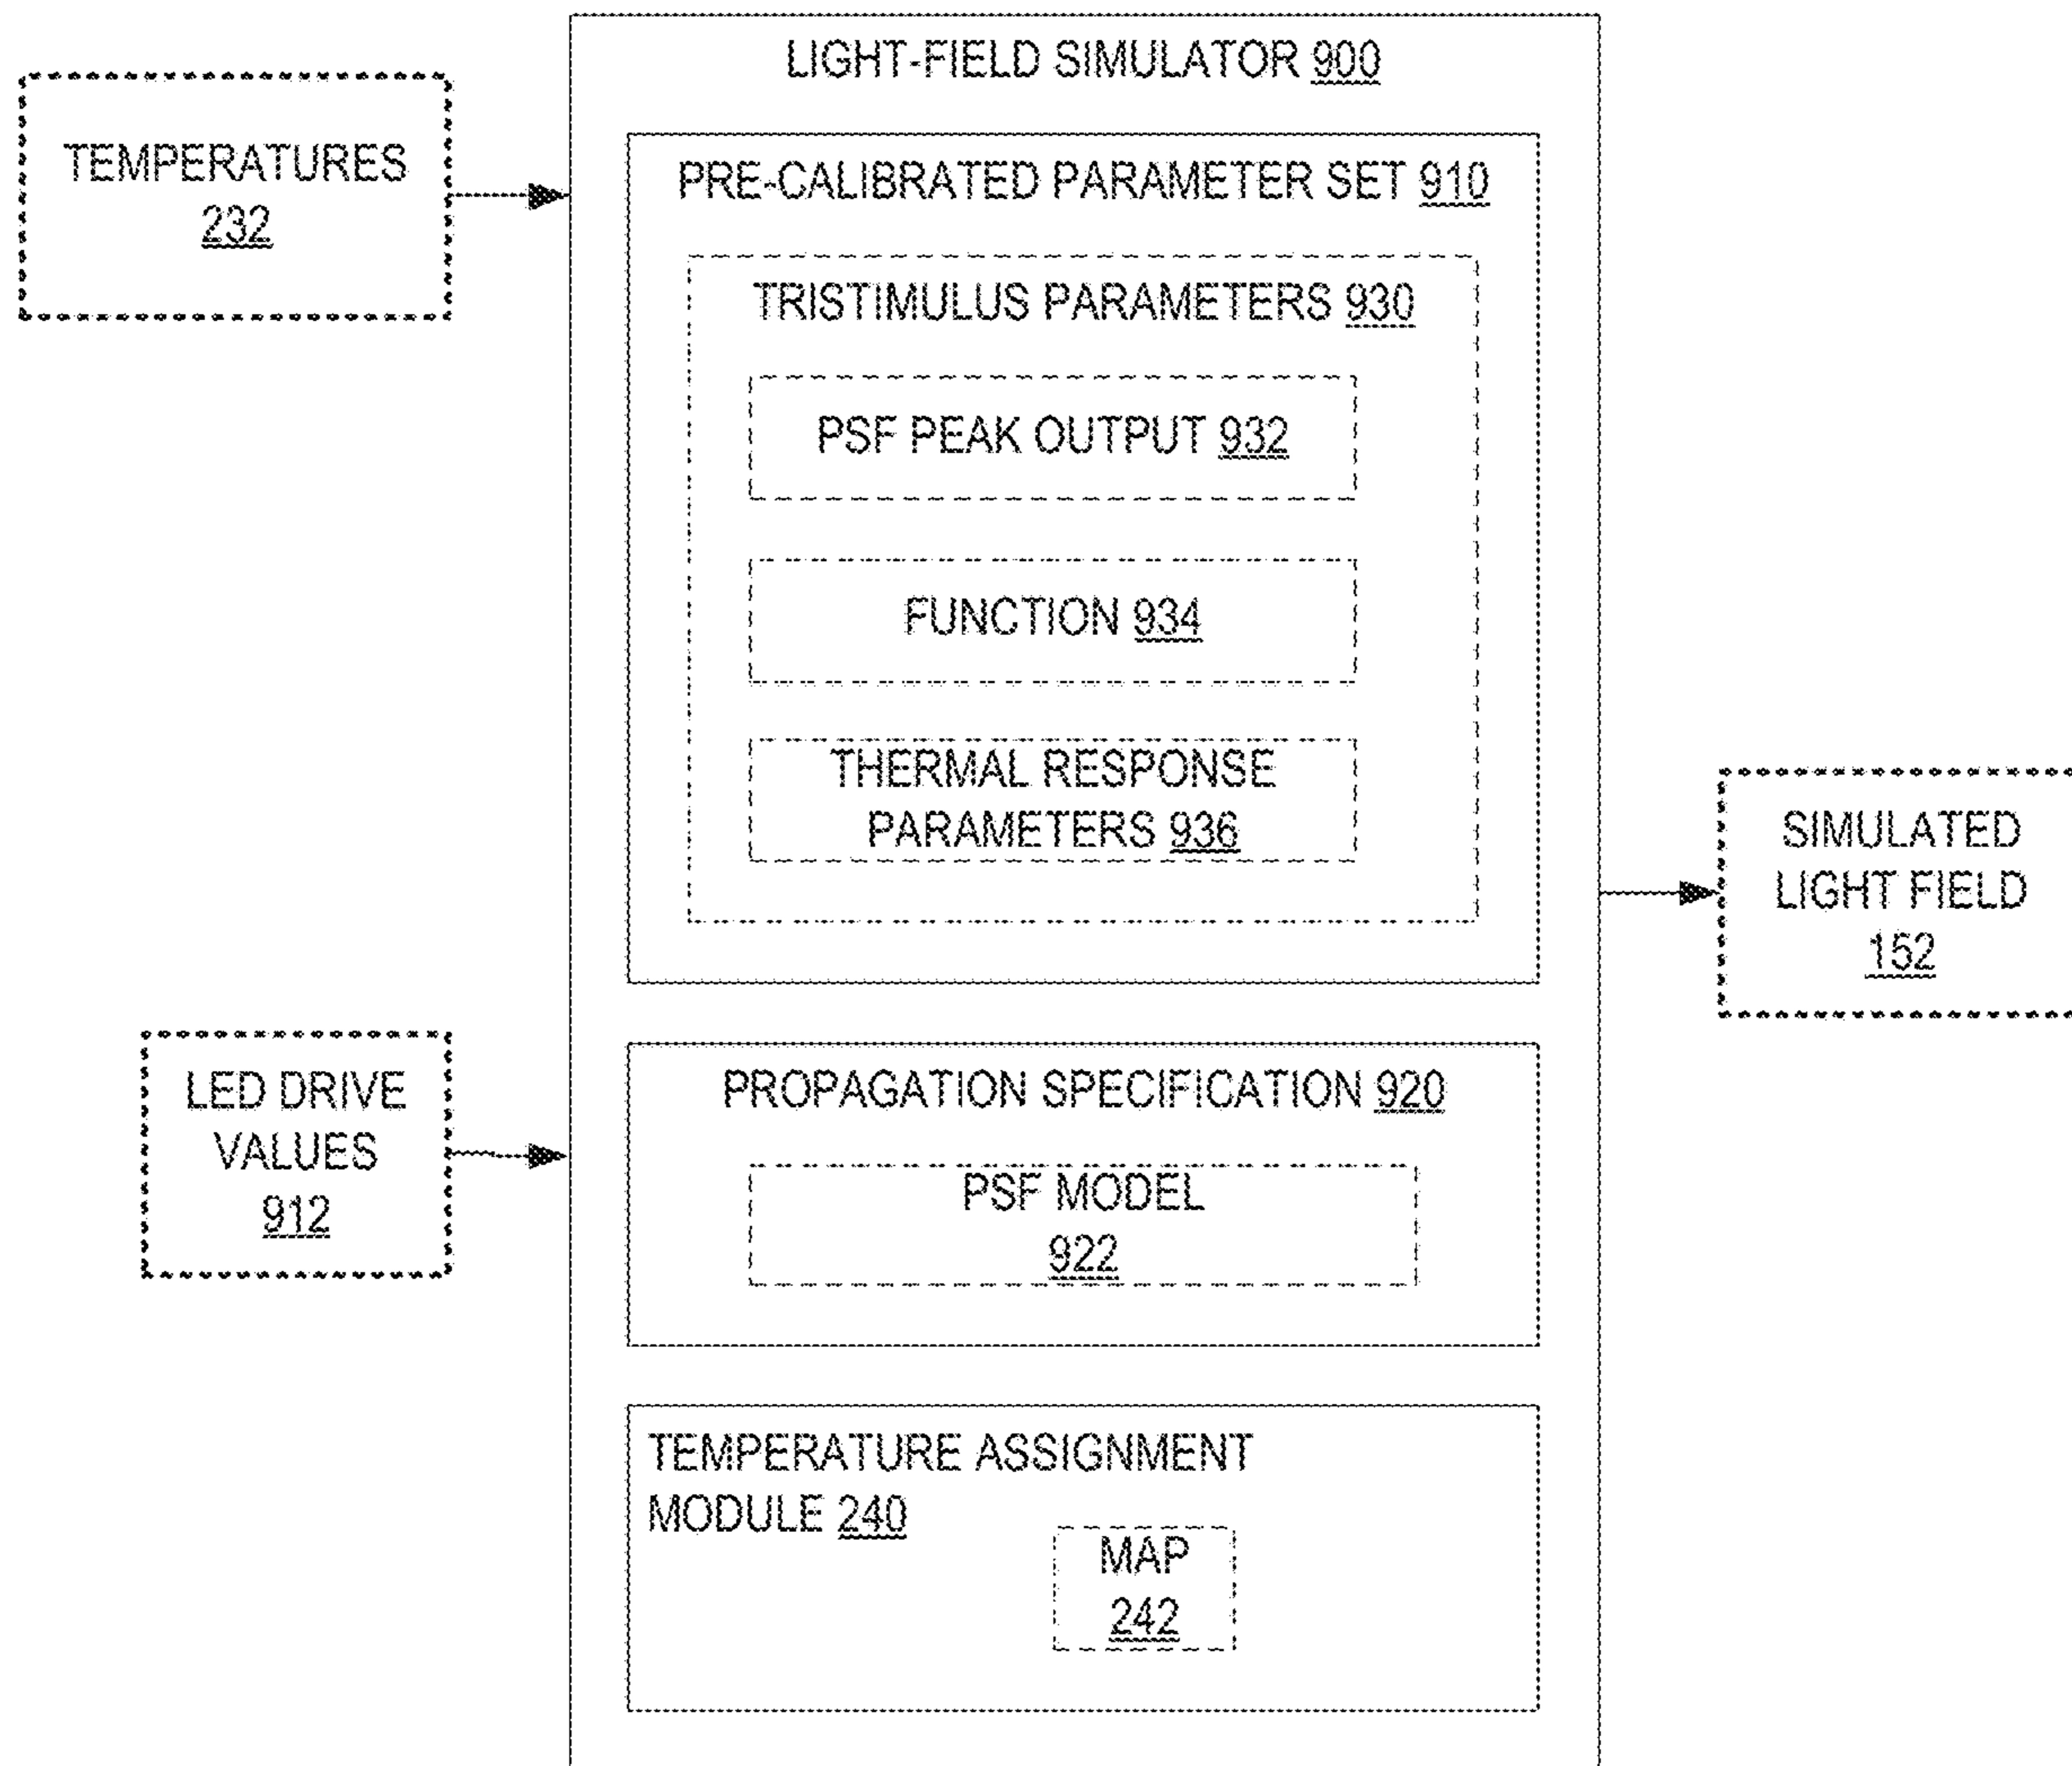 LIGHT-FIELD SIMULATOR 900
TEMPERATURES
232
PRE-CALIBRATED PARAMETER SET 910
TRISTIMULUS PARAMETERS 930
PSF PEAK OUTPUT 932
FUNCTION 934
THERMAL RESPONSE
PARAMETERS 936
SIMULATED
LIGHT FIELD
152
LED DRIVE
VALUES
912
PROPAGATION SPECIFICATION 920
PSF MODEL
922
TEMPERATURE ASSIGNMENT
MODULE 240
MAP
242